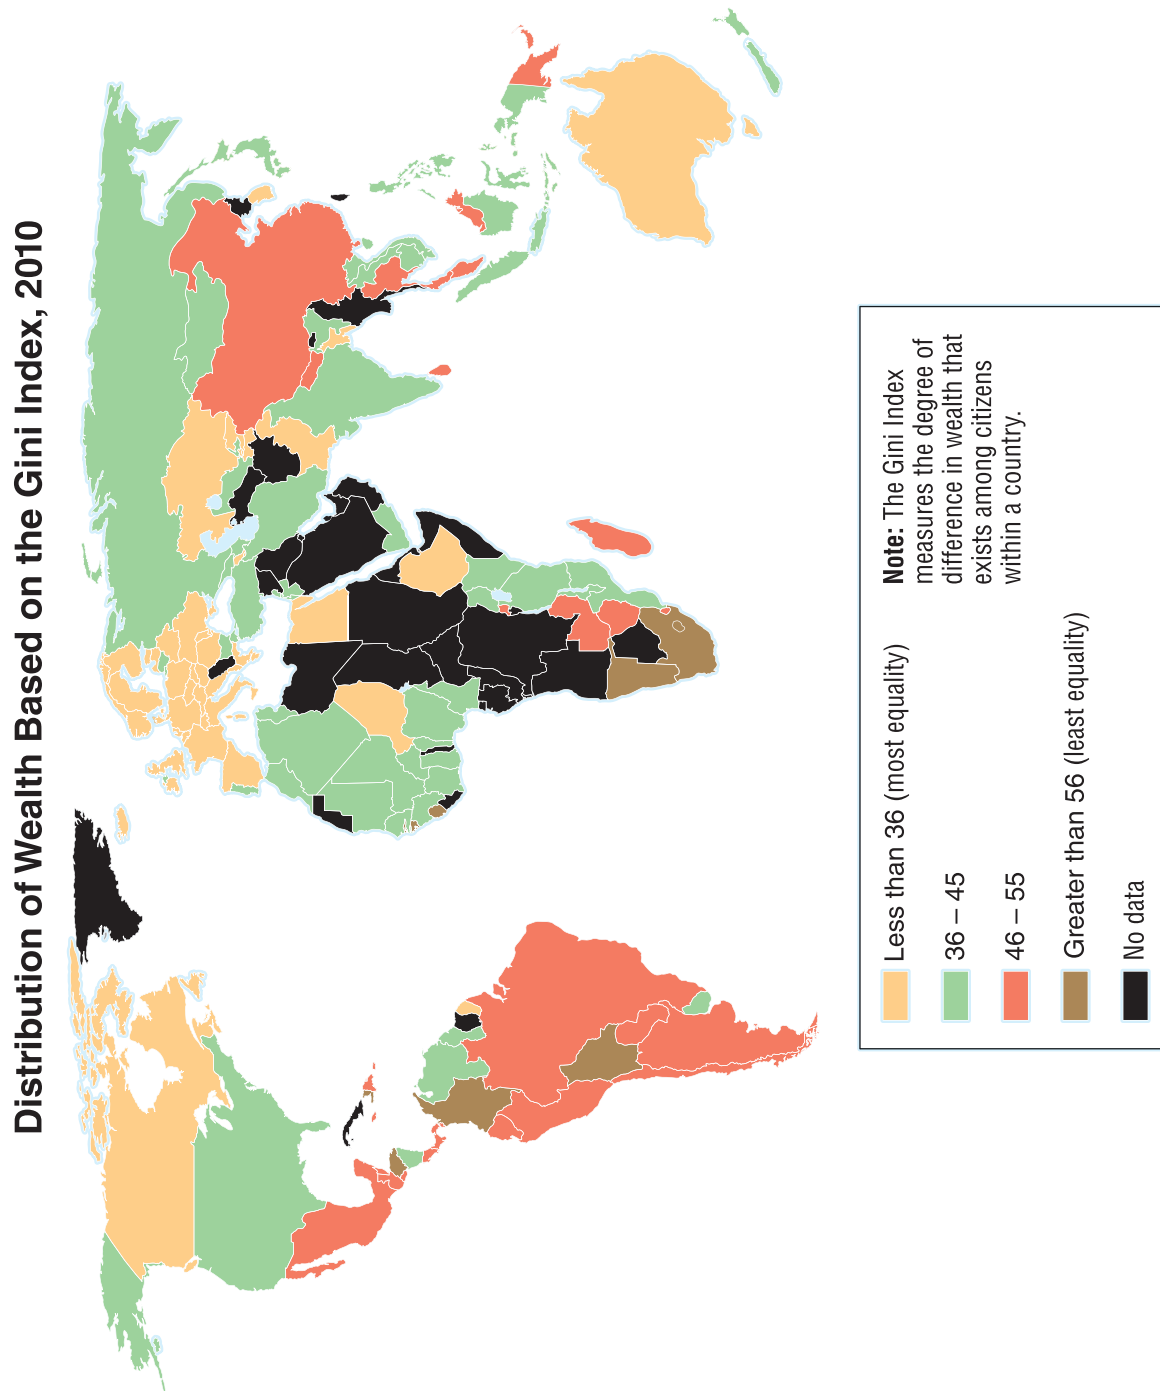 Distribution of Wealth Based on the Gini Index, 2010
Less than 36 (most equality)
36 – 45
46 – 55
Greater than 56 (least equality)
No data
Note: The Gini Index
measures the degree of
difference in wealth that
exists among citizens
within a country.